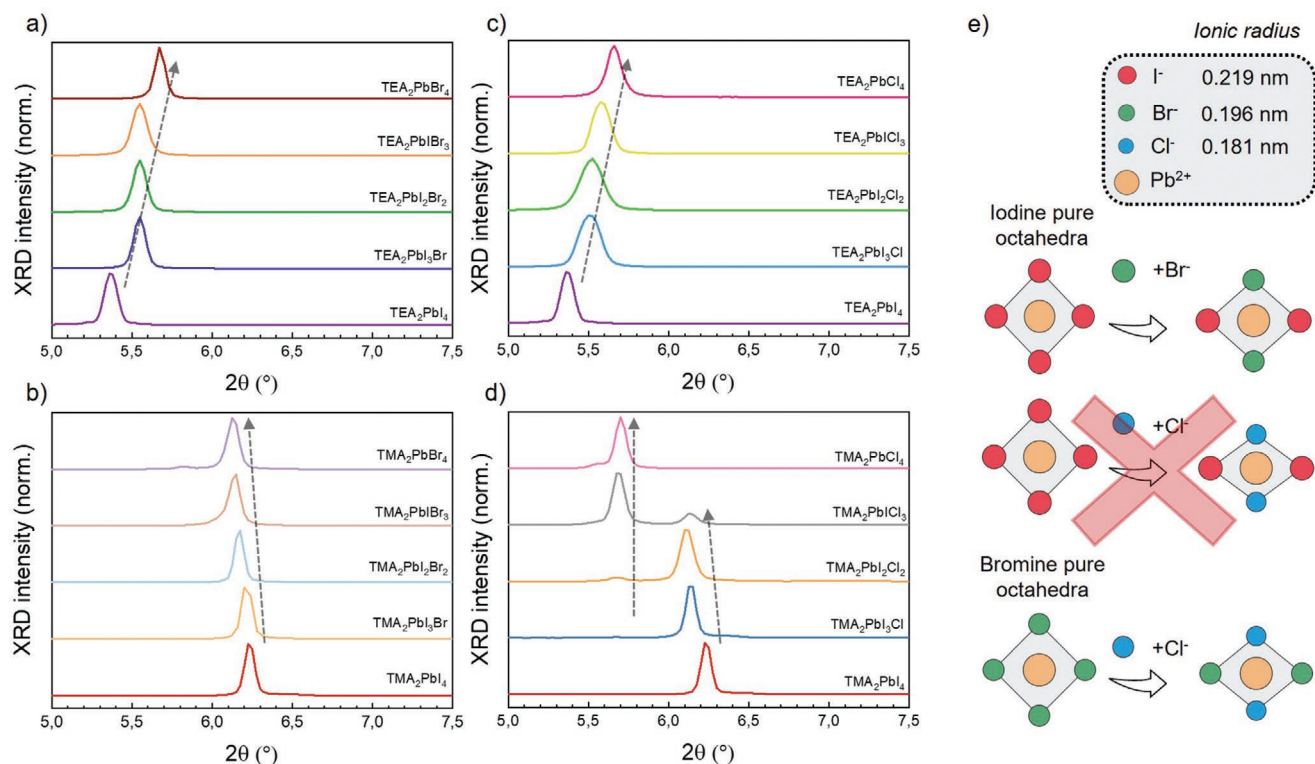 a)
XRD intensity (norm.)
TEA₂PbBr₄
TEA₂PbIBr₃
TEA₂PbI₂Br₂
TEA₂PbI₃Br
TEA₂PbI₄
5,0 5,5 6,0 6,5 7,0 7,5
2θ (°)
b)
XRD intensity (norm.)
TMA₂PbBr₄
TMA₂PbIBr₃
TMA₂PbI₂Br₂
TMA₂PbI₃Br
TMA₂PbI₄
5,0 5,5 6,0 6,5 7,0 7,5
2θ (°)
c)
XRD intensity (norm.)
TEA₂PbCl₄
TEA₂PbICl₃
TEA₂PbI₂Cl₂
TEA₂PbI₃Cl
TEA₂PbI₄
5,0 5,5 6,0 6,5 7,0 7,5
2θ (°)
d)
XRD intensity (norm.)
TMA₂PbCl₄
TMA₂PbICl₃
TMA₂PbI₂Cl₂
TMA₂PbI₃Cl
TMA₂PbI₄
5,0 5,5 6,0 6,5 7,0 7,5
2θ (°)
e)
Ionic radius
I⁻ 0.219 nm
Br⁻ 0.196 nm
Cl⁻ 0.181 nm
Pb²⁺
Iodine pure
octahedra
+Br⁻
+Cl⁻
Bromine pure
octahedra
+Cl⁻